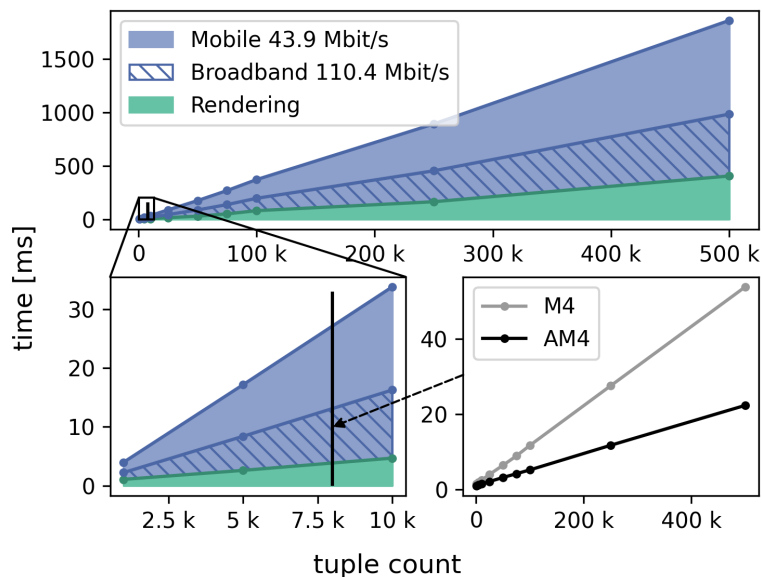 Mobile 43.9 Mbit/s
Broadband 110.4 Mbit/s
Rendering
1500
1000
500
0
0 100 k 200 k 300 k 400 k 500 k
time [ms]
30
20
10
0
2.5 k 5 k 7.5 k 10 k
M4
AM4
40
20
0
0 200 k 400 k
tuple count